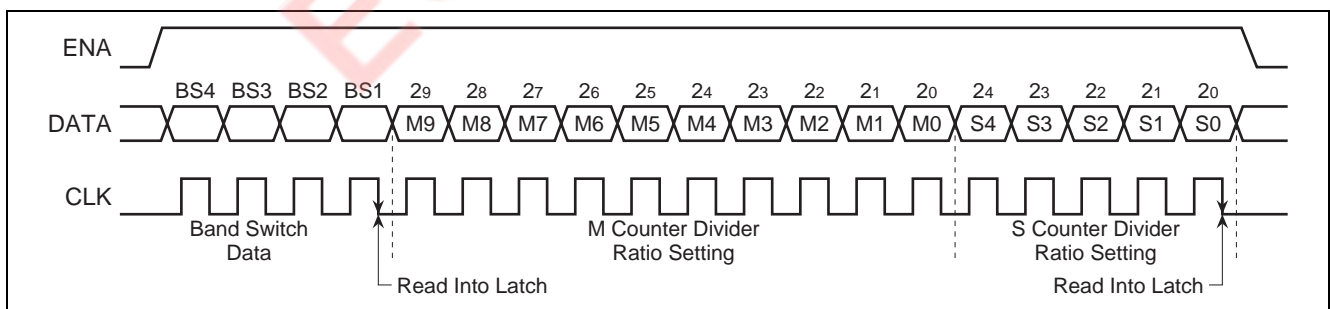 ENA
BS4 BS3 BS2 BS1 29 28 27 26 25 24 23 22 21 20 24 23 22 21 20
DATA M9 M8 M7 M6 M5 M4 M3 M2 M1 M0 S4 S3 S2 S1 S0
CLK
Band Switch M Counter Divider S Counter Divider
Data Ratio Setting Ratio Setting
Read Into Latch Read Into Latch